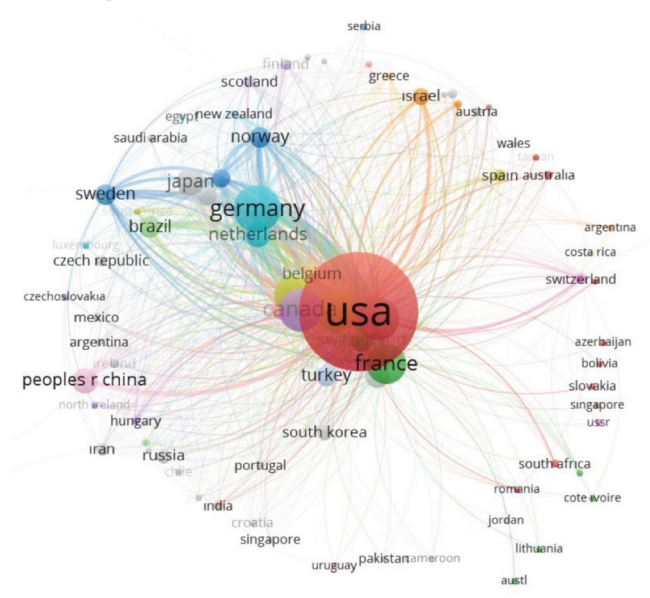 serbia
finland
greece
scotland
israel
egypt
new zealand
austria
saudi arabia
norway
wales
taiwan
japan
spain
australia
sweden
germany
brazil
netherlands
argentina
luxembourg
costa rica
czech republic
belgium
switzerland
czechoslovakia
canada
usa
mexico
argentina
azerbaijan
ireland
france
bolivia
peoples r china
turkey
slovakia
north ireland
singapore
hungary
ussr
south korea
iran
russia
portugal
south africa
chile
romania
cote ivoire
india
croatia
jordan
singapore
lithuania
uruguay
pakistan
cameroon
austl